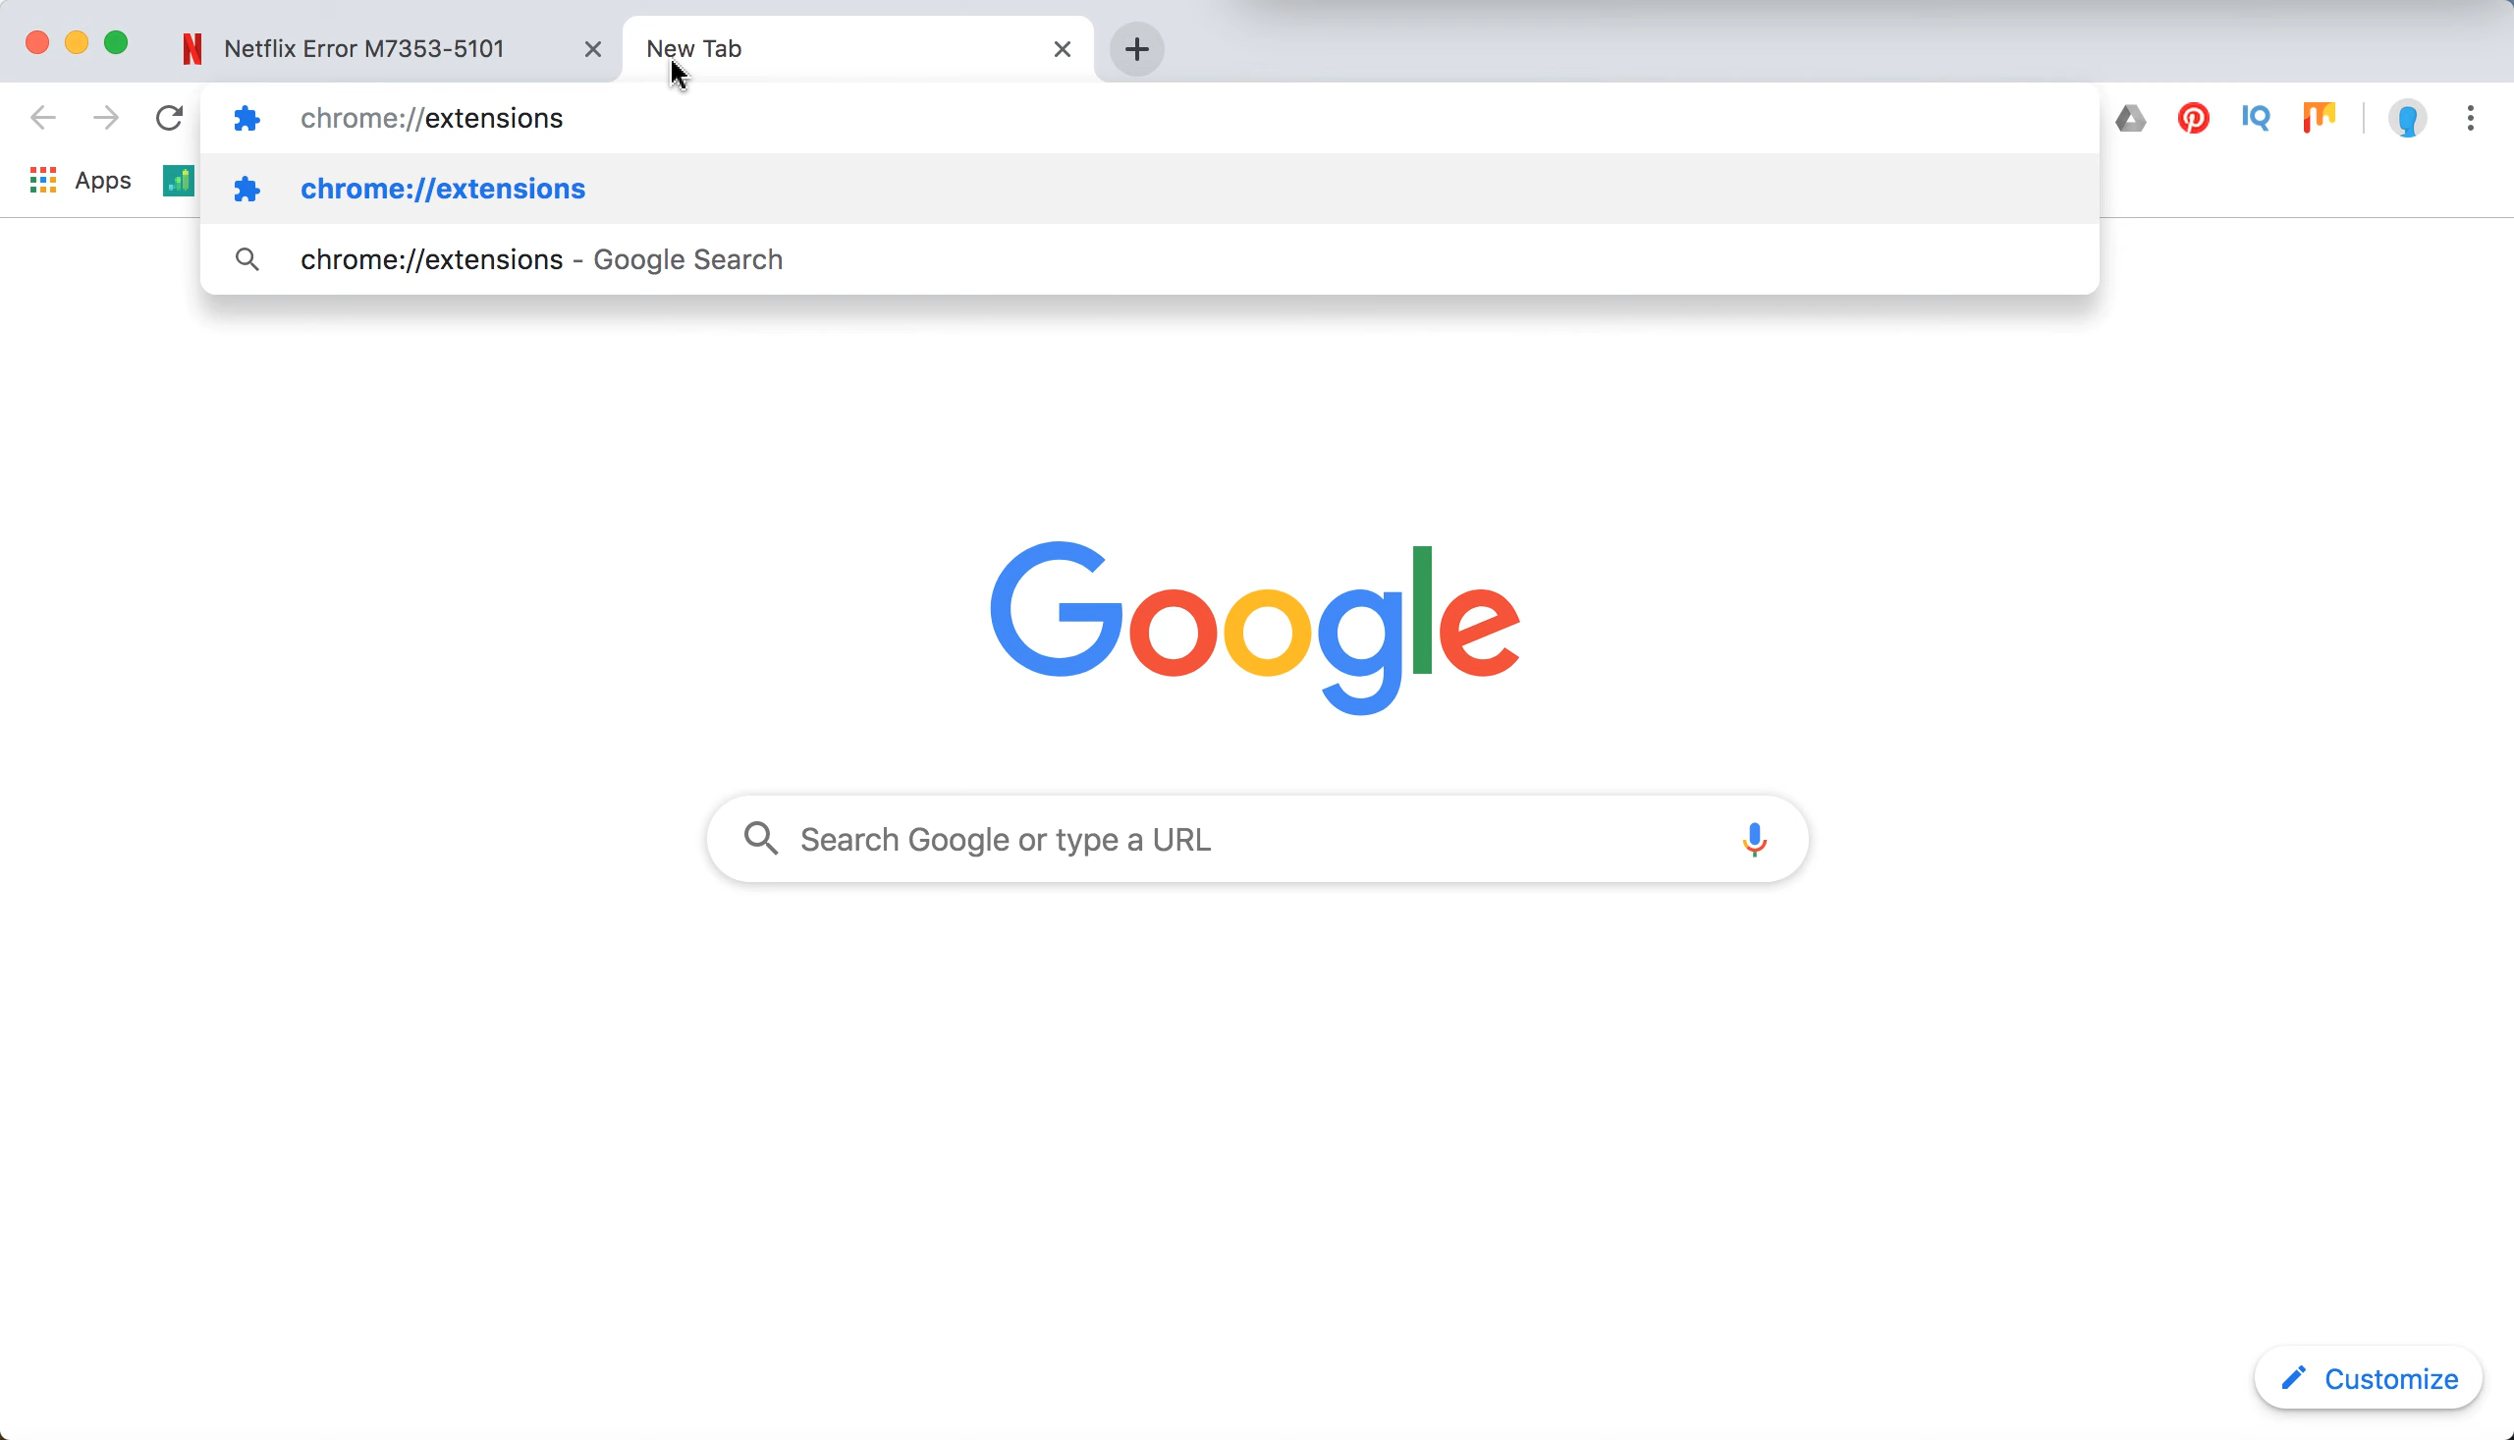 Netflix Error M7353-5101
New Tab
chrome://extensions
Apps
chrome://extensions
chrome://extensions - Google Search
IQ
Google
Search Google or type a URL
Customize